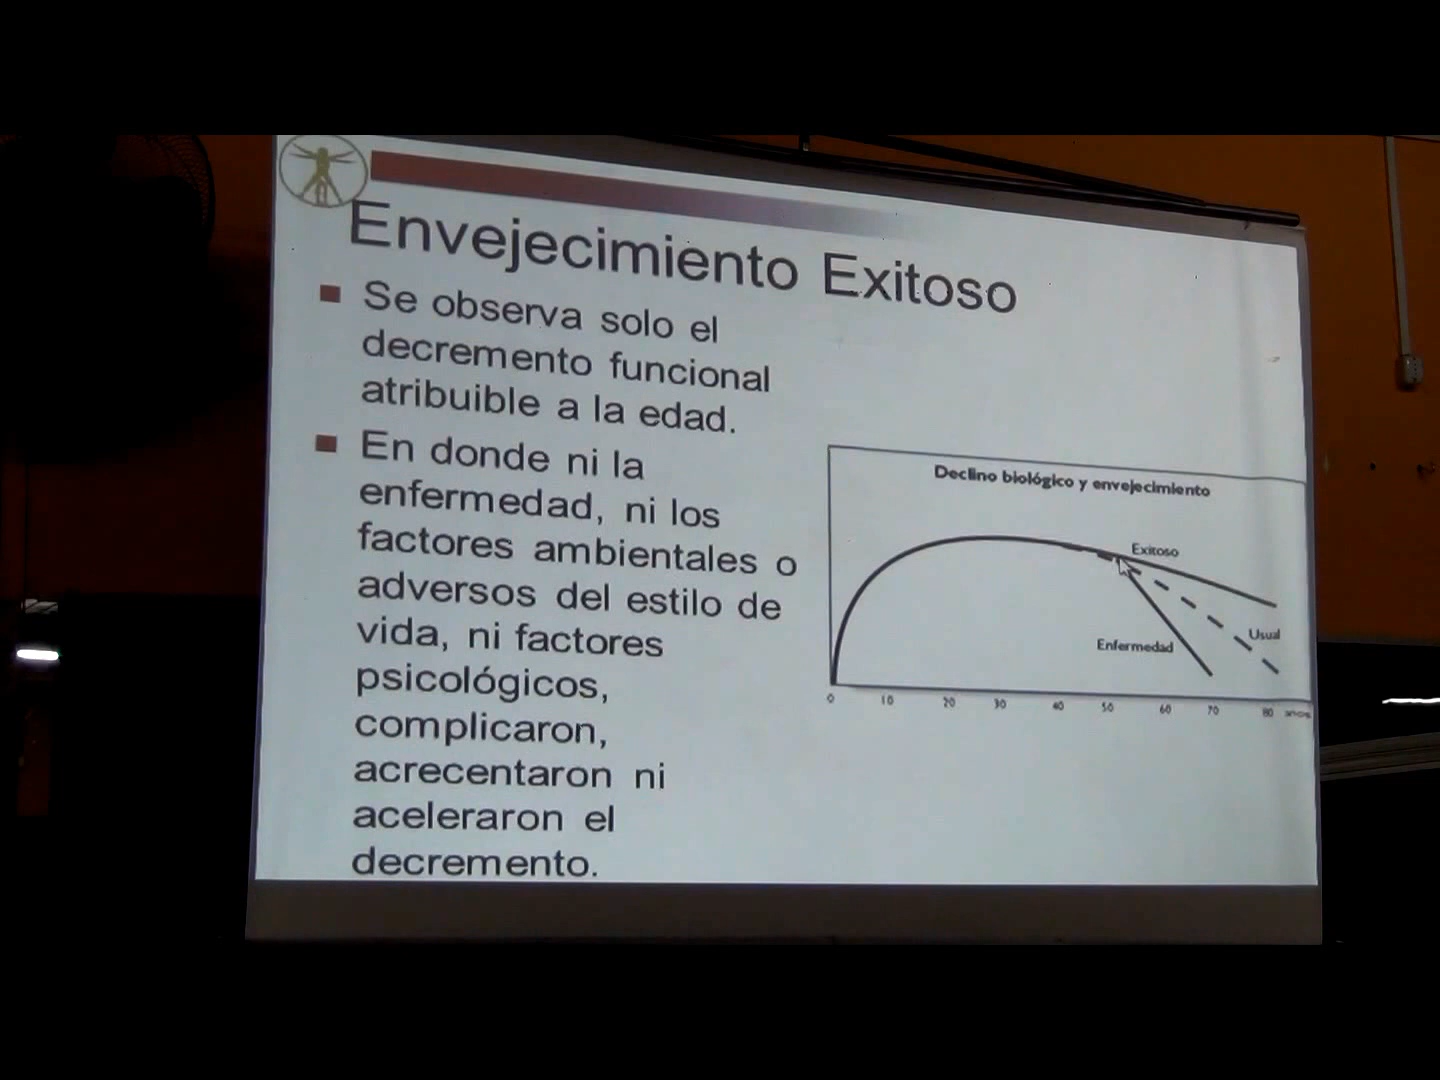 Envejecimiento Exitoso
Se observa solo el
decremento funcional
atribuible a la edad.
En donde ni la
enfermedad, ni los
factores ambientales o
adversos del estilo de
vida, ni factores
psicológicos,
complicaron,
acrecentaron ni
aceleraron el
decremento.
Declino biológico y envejecimiento
Exitoso
Usual
Enfermedad
0 10 20 30 40 50 60 70 80 años